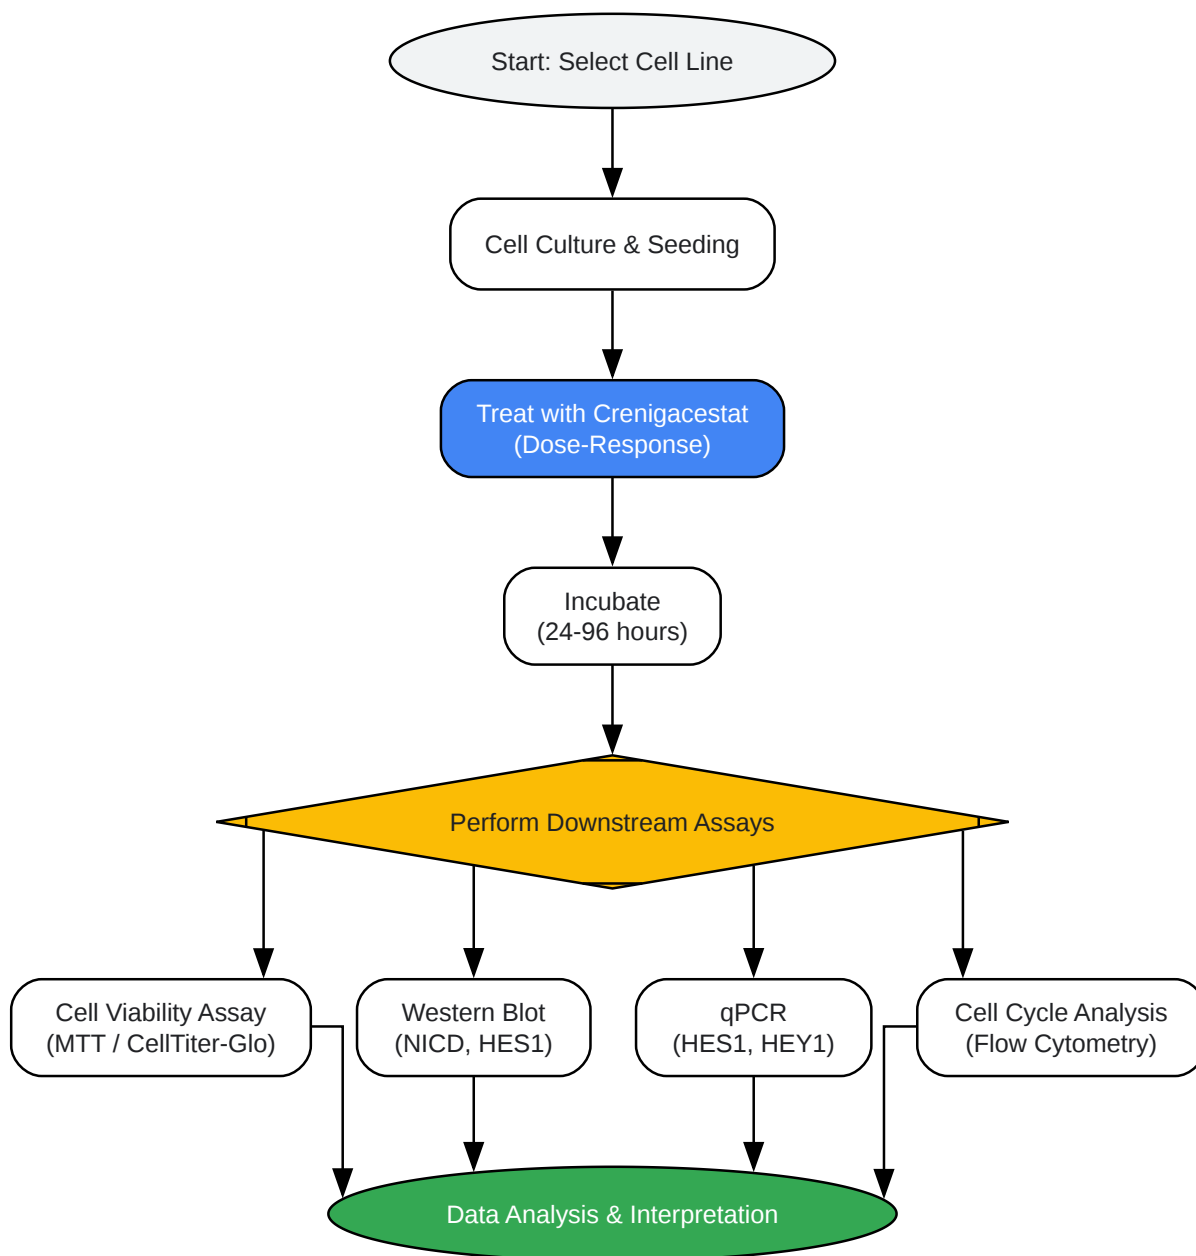 Start: Select Cell Line
Cell Culture & Seeding
Treat with Crenigacestat
(Dose-Response)
Incubate
(24-96 hours)
Perform Downstream Assays
Cell Viability Assay
(MTT / CellTiter-Glo)
Western Blot
(NICD, HES1)
qPCR
(HES1, HEY1)
Cell Cycle Analysis
(Flow Cytometry)
Data Analysis & Interpretation